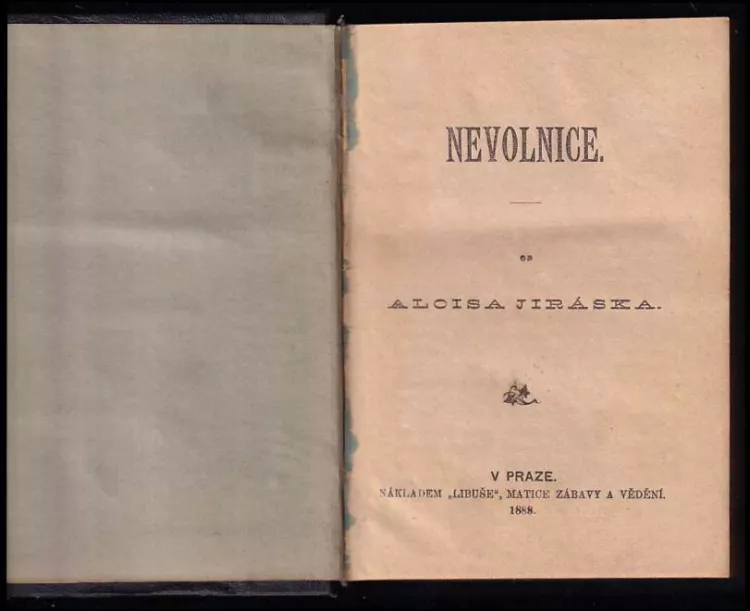 NEVOLNICE.
OD
ALOISA JIRÁSKA.
V PRAZE.
NÁKLADEM „LIBUŠE“, MATICE ZÁBAVY A VĚDĚNÍ.
1888.